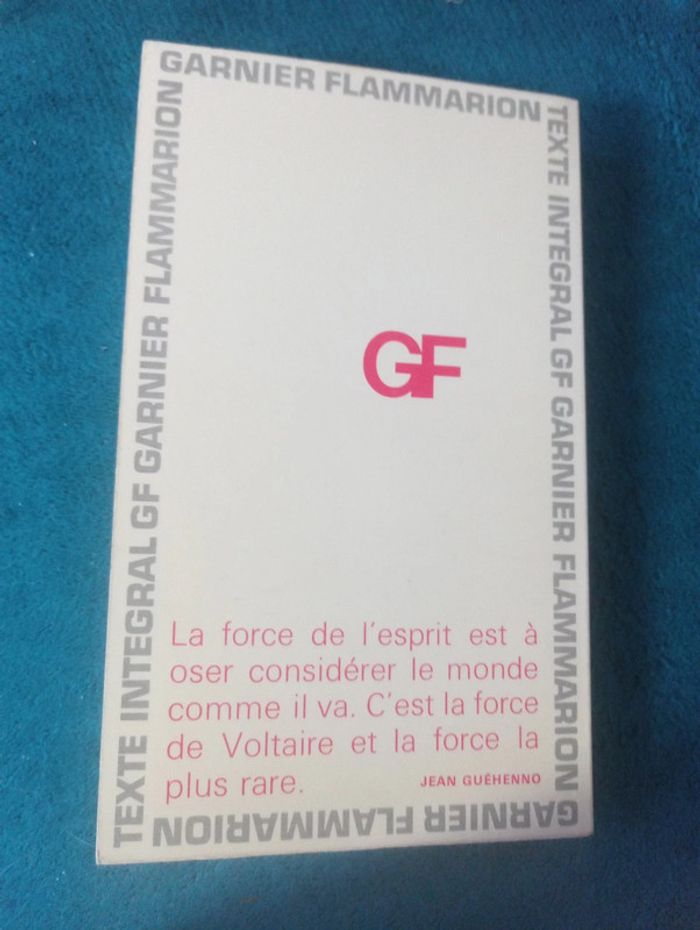 GARNIER FLAMMARION
TEXTE INTEGRAL GF GARNIER FLAMMARION
TEXTE INTEGRAL GF GARNIER FLAMMARION
GF
La force de l'esprit est à
oser considérer le monde
comme il va. C'est la force
de Voltaire et la force la
plus rare.
JEAN GUÉHENNO
GARNIER FLAMMARION